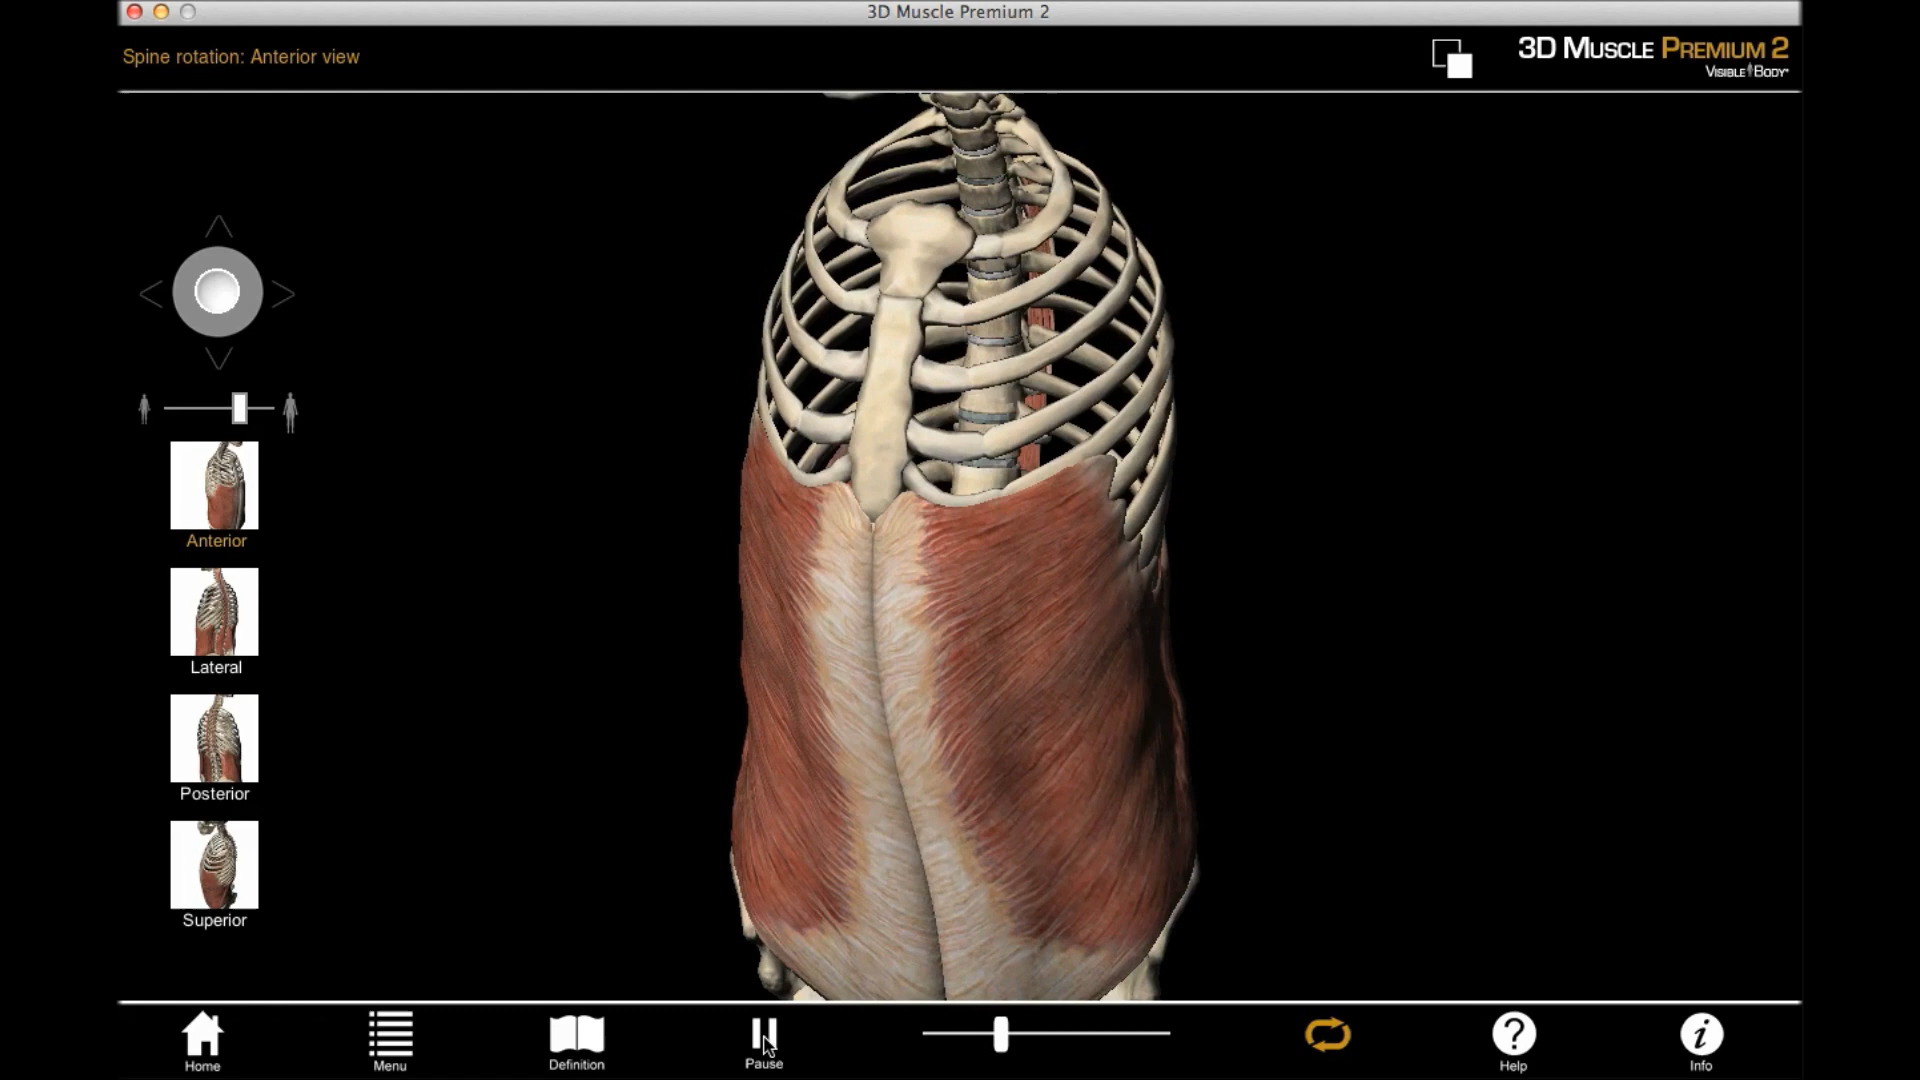 3D Muscle Premium 2
Spine rotation: Anterior view
3D MUSCLE PREMIUM 2
VISIBLE BODY
Anterior
Lateral
Posterior
Superior
Home
Menu
Definition
Pause
?
Help
i
Info